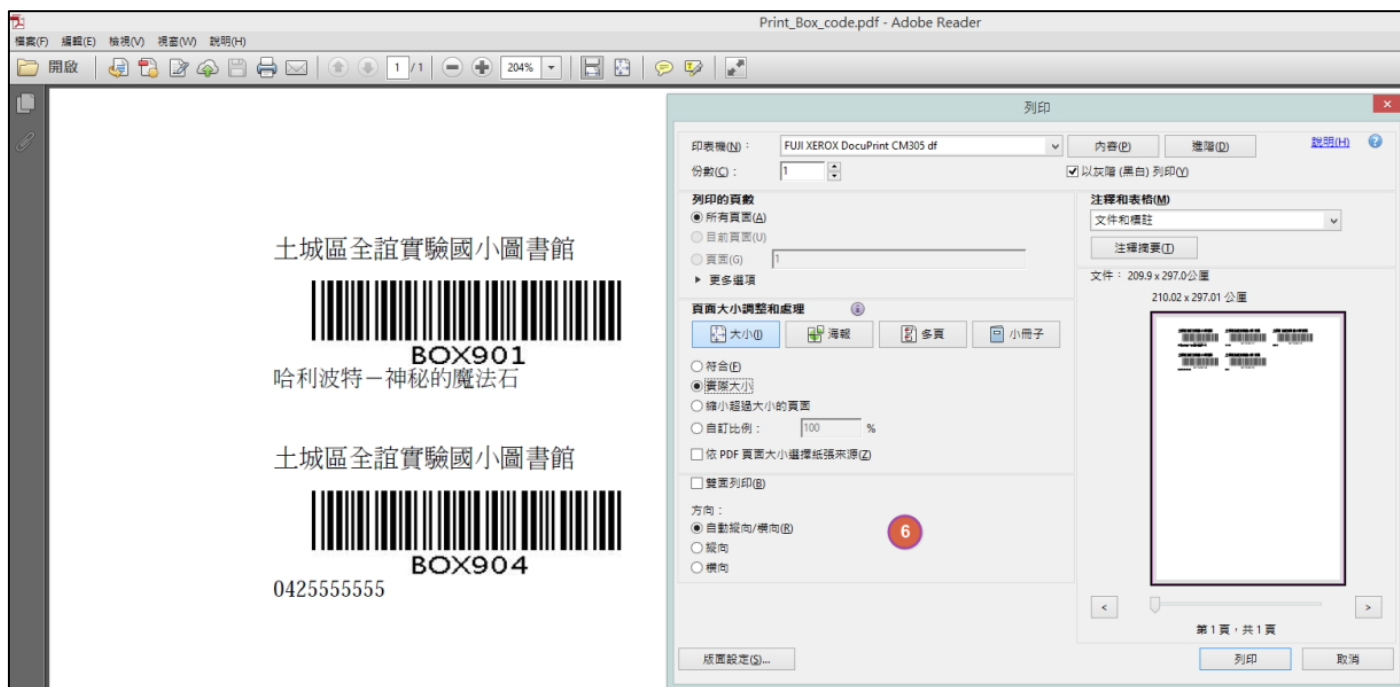 Print_Box_code.pdf - Adobe Reader
檔案(F) 編輯(E) 檢視(V) 視窗(W) 說明(H)
開啟 1 / 1 204%
土城區全誼實驗國小圖書館
BOX901
哈利波特－神秘的魔法石
土城區全誼實驗國小圖書館
BOX904
0425555555
列印
印表機(N)： FUJI XEROX DocuPrint CM305 df 內容(P) 進階(D) 說明(H)
份數(C)： 1 以灰階 (黑白) 列印(Y)
列印的頁數
所有頁面(A)
目前頁面(U)
頁面(G) 1
更多選項
頁面大小調整和處理
大小(I) 海報 多頁 小冊子
符合(F)
實際大小
縮小超過大小的頁面
自訂比例： 100 %
依 PDF 頁面大小選擇紙張來源(Z)
雙面列印(B)
方向：
自動縱向/橫向(R)
縱向
橫向
6
版面設定(S)...
注釋和表格(M)
文件和標註
注釋摘要(T)
文件： 209.9 x 297.0公厘
210.02 x 297.01 公厘
< >
第 1 頁，共 1 頁
列印 取消